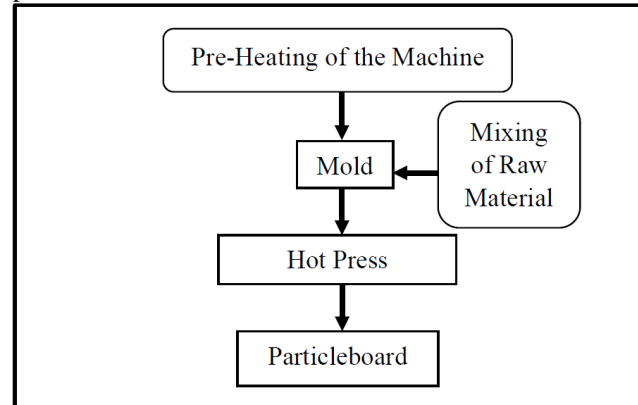 Pre-Heating of the Machine
Mixing
of Raw
Material
Mold
Hot Press
Particleboard